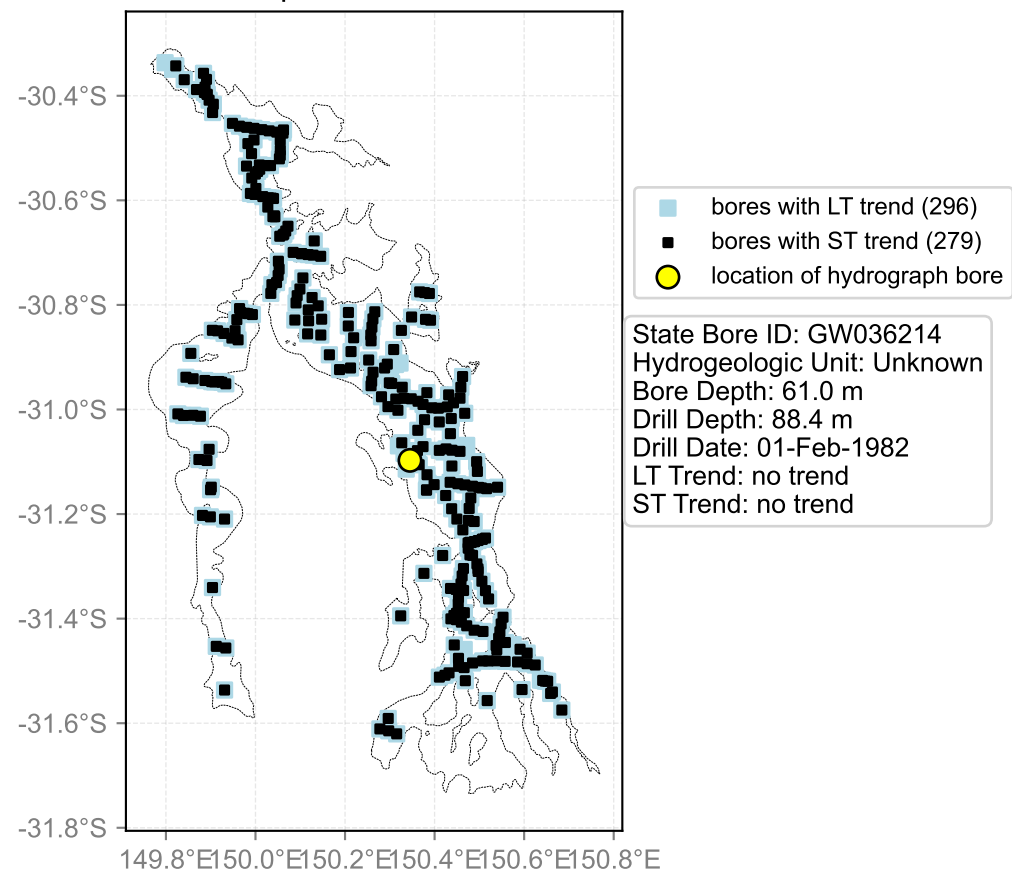 -30.4°S
-30.6°S
-30.8°S
-31.0°S
-31.2°S
-31.4°S
-31.6°S
-31.8°S
149.8°E150.0°E150.2°E150.4°E150.6°E150.8°E
bores with LT trend (296)
bores with ST trend (279)
location of hydrograph bore
State Bore ID: GW036214
Hydrogeologic Unit: Unknown
Bore Depth: 61.0 m
Drill Depth: 88.4 m
Drill Date: 01-Feb-1982
LT Trend: no trend
ST Trend: no trend